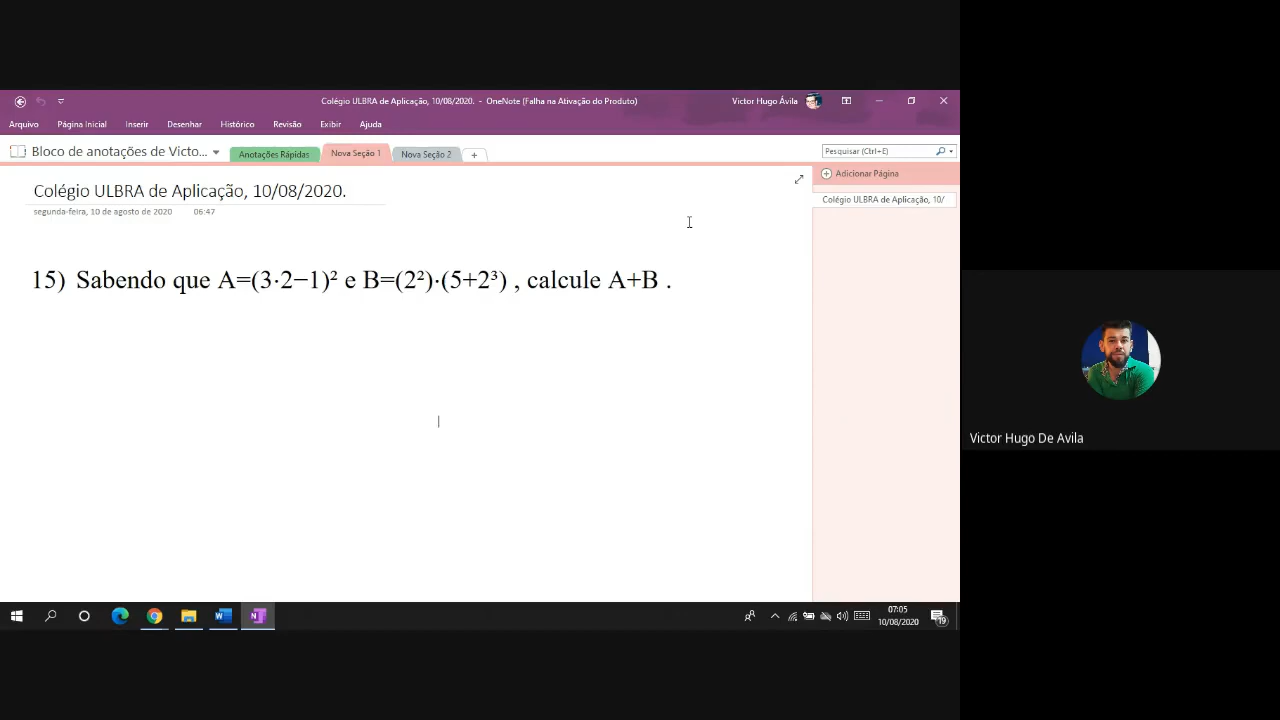 Colégio ULBRA de Aplicação, 10/08/2020. - OneNote (Falha na Ativação do Produto)
Victor Hugo Ávila
Arquivo Página Inicial Inserir Desenhar Histórico Revisão Exibir Ajuda
Bloco de anotações de Victo...
Anotações Rápidas
Nova Seção 1
Nova Seção 2
+
Pesquisar (Ctrl+E)
Adicionar Página
Colégio ULBRA de Aplicação, 10/08/2020.
Colégio ULBRA de Aplicação, 10/
segunda-feira, 10 de agosto de 2020 06:47
15) Sabendo que A=(3·2−1)² e B=(2²)·(5+2³) , calcule A+B .
Victor Hugo De Avila
07:05
10/08/2020
19